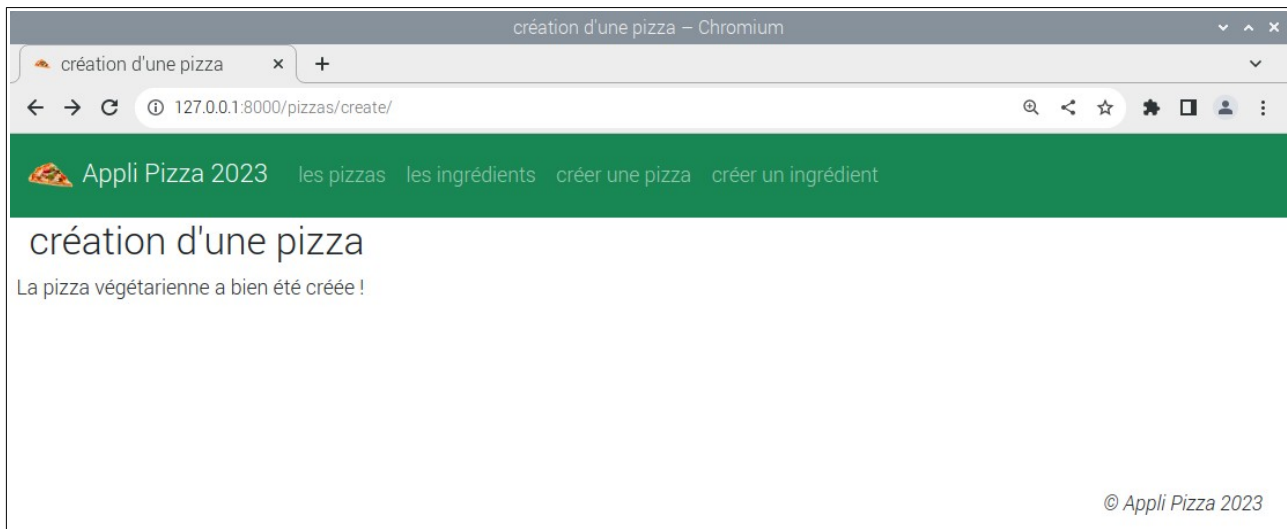 création d'une pizza – Chromium
création d'une pizza
127.0.0.1:8000/pizzas/create/
Appli Pizza 2023 les pizzas les ingrédients créer une pizza créer un ingrédient
création d'une pizza
La pizza végétarienne a bien été créée !
© Appli Pizza 2023